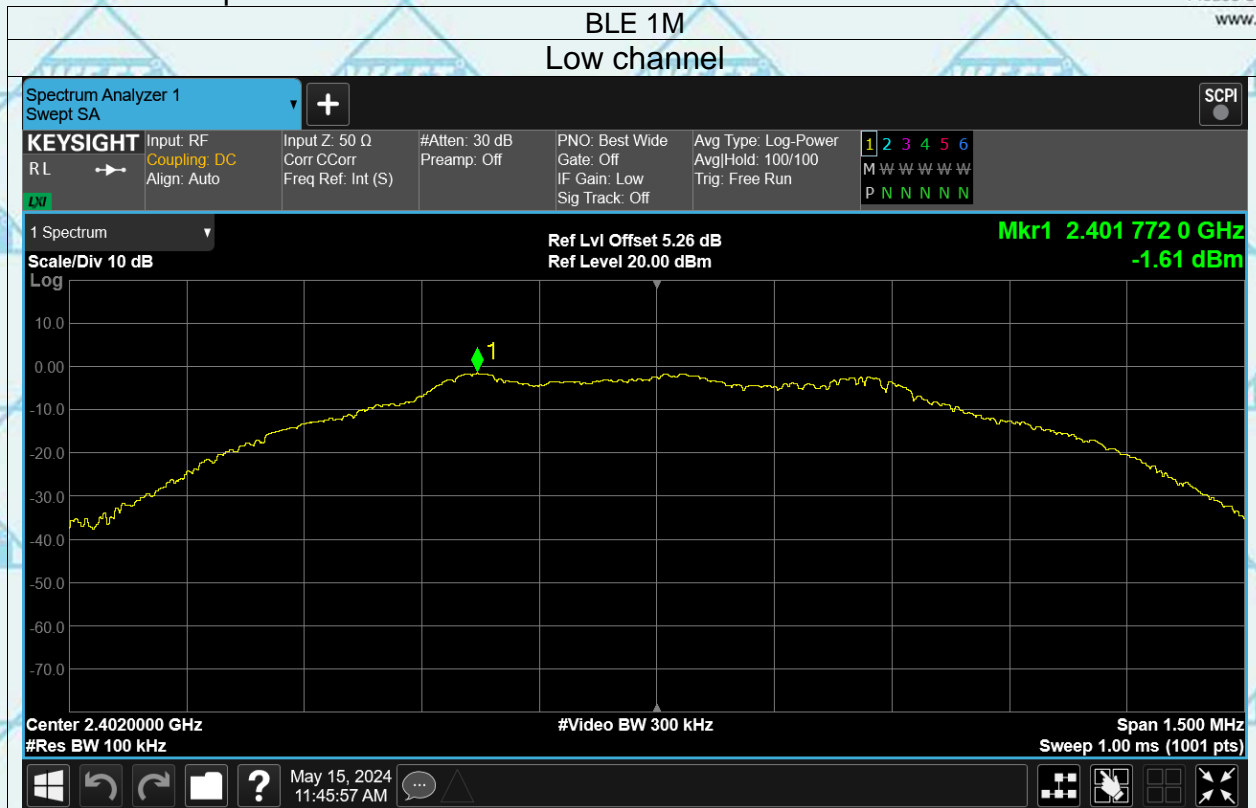 www.
BLE 1M
Low channel
Spectrum Analyzer 1
Swept SA
+
SCPI
KEYSIGHT
R L
LXI
Input: RF
Coupling: DC
Align: Auto
Input Z: 50 Ω
Corr CCorr
Freq Ref: Int (S)
#Atten: 30 dB
Preamp: Off
PNO: Best Wide
Gate: Off
IF Gain: Low
Sig Track: Off
Avg Type: Log-Power
Avg|Hold: 100/100
Trig: Free Run
1 2 3 4 5 6
M W W W W W
P N N N N N
1 Spectrum
Scale/Div 10 dB
Ref Lvl Offset 5.26 dB
Ref Level 20.00 dBm
Mkr1 2.401 772 0 GHz
-1.61 dBm
Log
10.0
0.00
-10.0
-20.0
-30.0
-40.0
-50.0
-60.0
-70.0
1
Center 2.4020000 GHz
#Res BW 100 kHz
#Video BW 300 kHz
Span 1.500 MHz
Sweep 1.00 ms (1001 pts)
?
May 15, 2024
11:45:57 AM